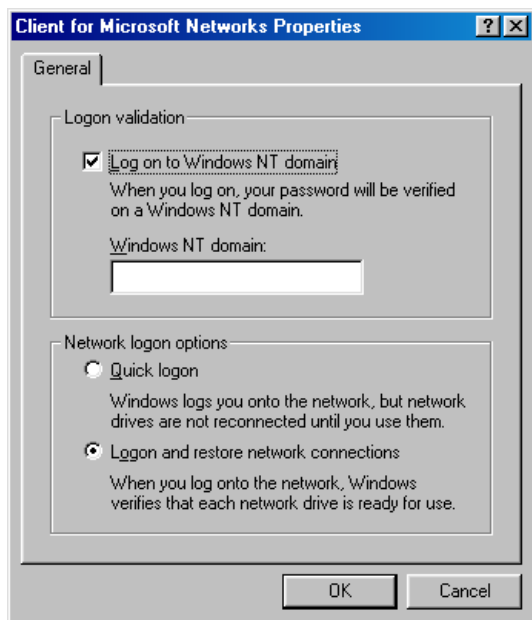 Client for Microsoft Networks Properties
General
Logon validation
Log on to Windows NT domain
When you log on, your password will be verified
on a Windows NT domain.
Windows NT domain:
Network logon options
Quick logon
Windows logs you onto the network, but network
drives are not reconnected until you use them.
Logon and restore network connections
When you log onto the network, Windows
verifies that each network drive is ready for use.
OK Cancel